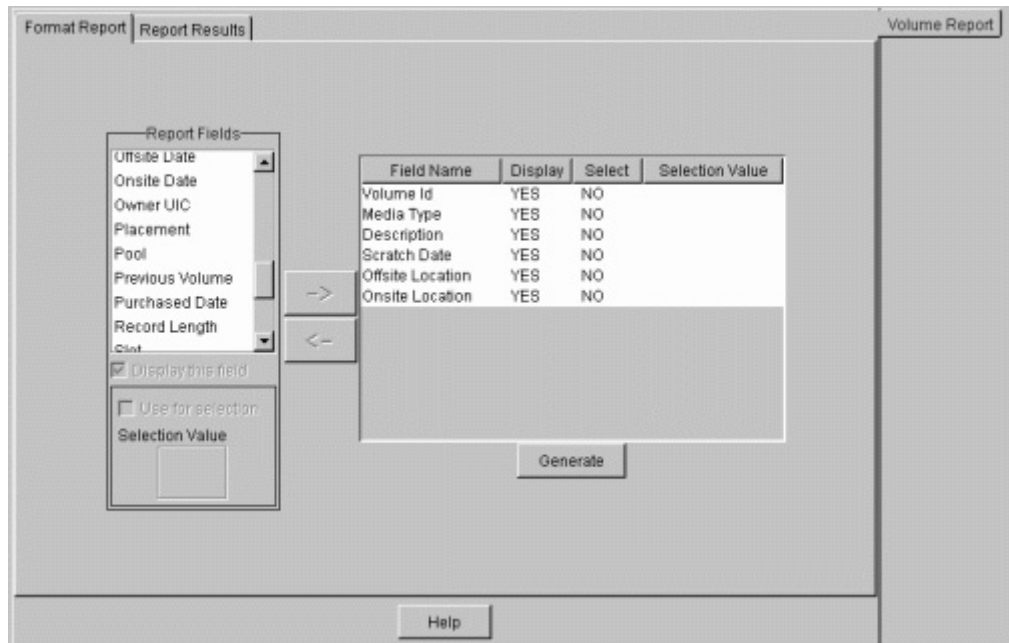 Format Report Report Results Volume Report
Report Fields
Offsite Date
Onsite Date
Owner UIC
Placement
Pool
Previous Volume
Purchased Date
Record Length
Slot
-> 
<-
Display this field
Use for selection
Selection Value
Field Name Display Select Selection Value
Volume Id YES NO
Media Type YES NO
Description YES NO
Scratch Date YES NO
Offsite Location YES NO
Onsite Location YES NO
Generate
Help